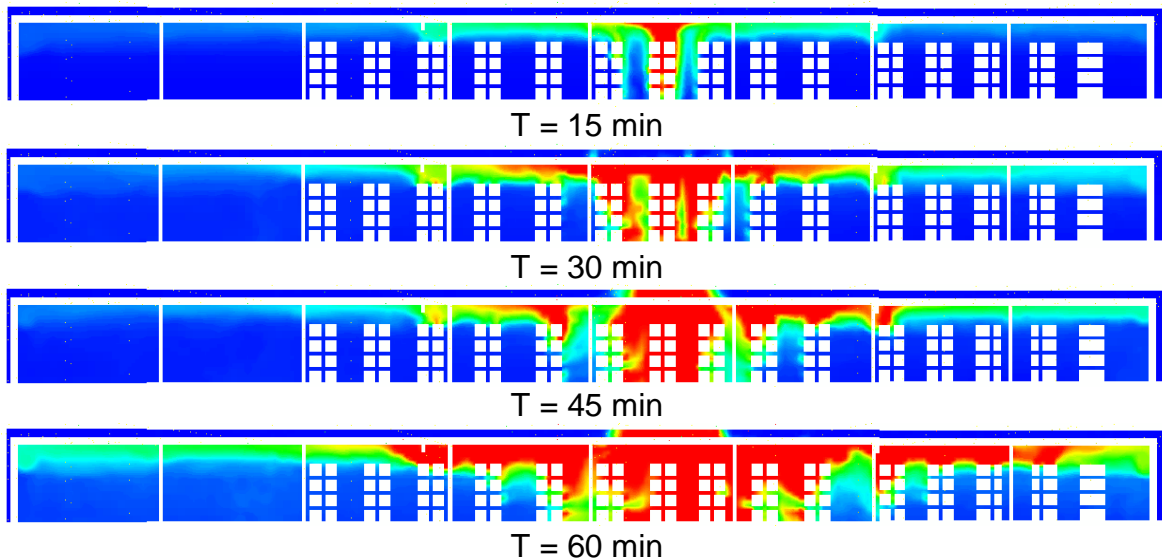 T = 15 min
T = 30 min
T = 45 min
T = 60 min